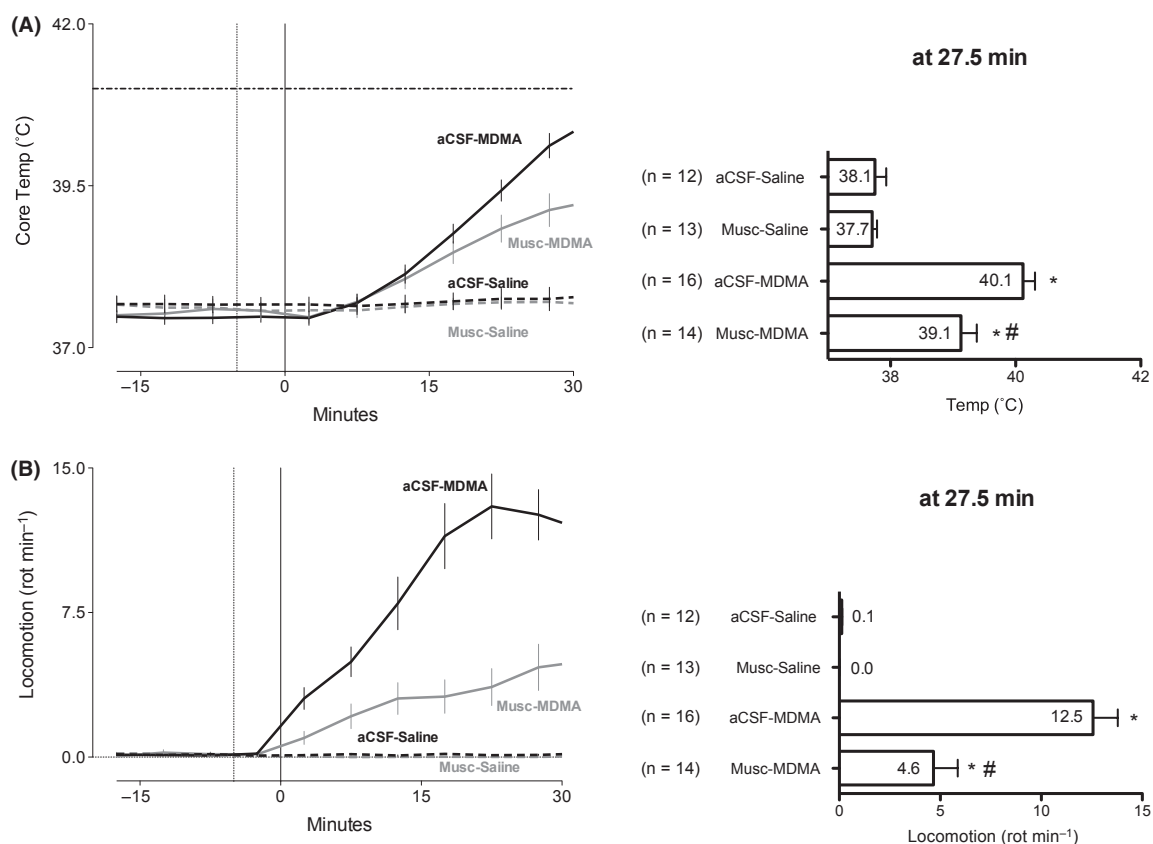 (A)
42.0
39.5
37.0
Core Temp (˚C)
aCSF-MDMA
Musc-MDMA
aCSF-Saline
Musc-Saline
–15 0 15 30
Minutes
at 27.5 min
(n = 12) aCSF-Saline 38.1
(n = 13) Musc-Saline 37.7
(n = 16) aCSF-MDMA 40.1 *
(n = 14) Musc-MDMA 39.1 * #
38 40 42
Temp (˚C)
(B)
15.0
7.5
0.0
Locomotion (rot min⁻¹)
aCSF-MDMA
Musc-MDMA
aCSF-Saline
Musc-Saline
–15 0 15 30
Minutes
at 27.5 min
(n = 12) aCSF-Saline 0.1
(n = 13) Musc-Saline 0.0
(n = 16) aCSF-MDMA 12.5 *
(n = 14) Musc-MDMA 4.6 * #
0 5 10 15
Locomotion (rot min⁻¹)